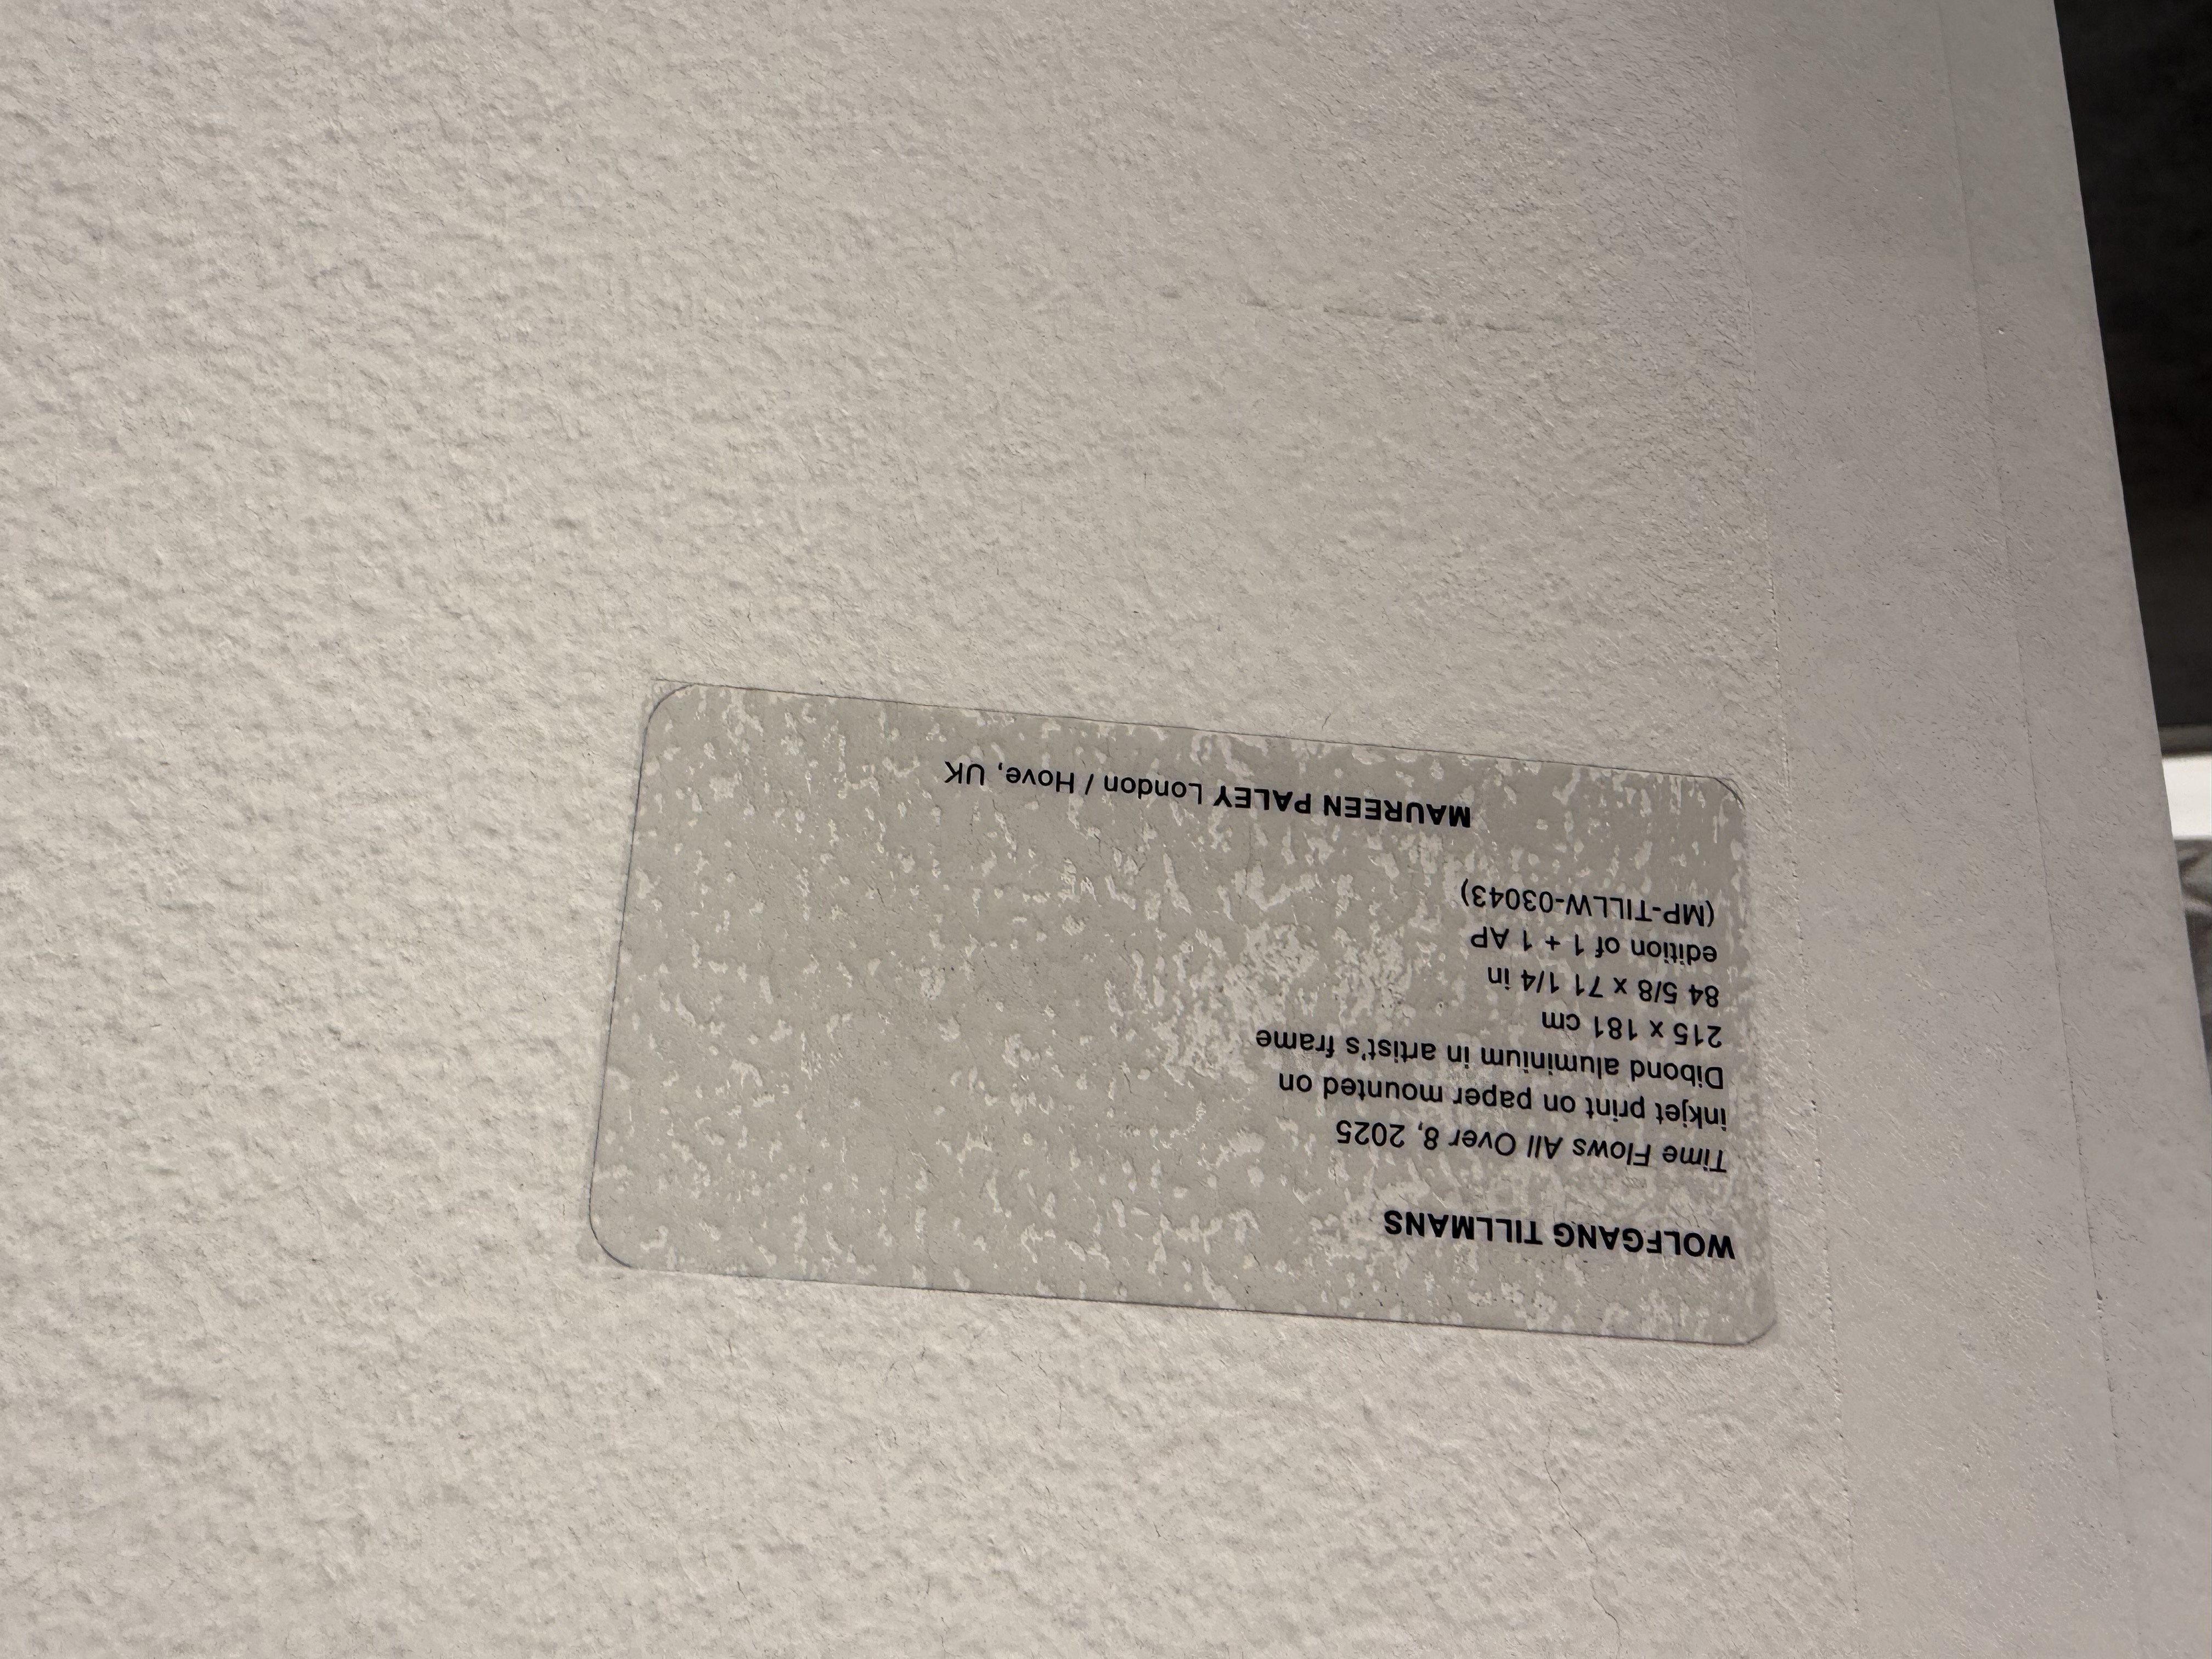 WOLFGANG TILLMANS
Time Flows All Over 8, 2025
inkjet print on paper mounted on
Dibond aluminium in artist's frame
215 x 181 cm
84 5/8 x 71 1/4 in
edition of 1 + 1 AP
(MP-TILLW-03043)
MAUREEN PALEY London / Hove, UK